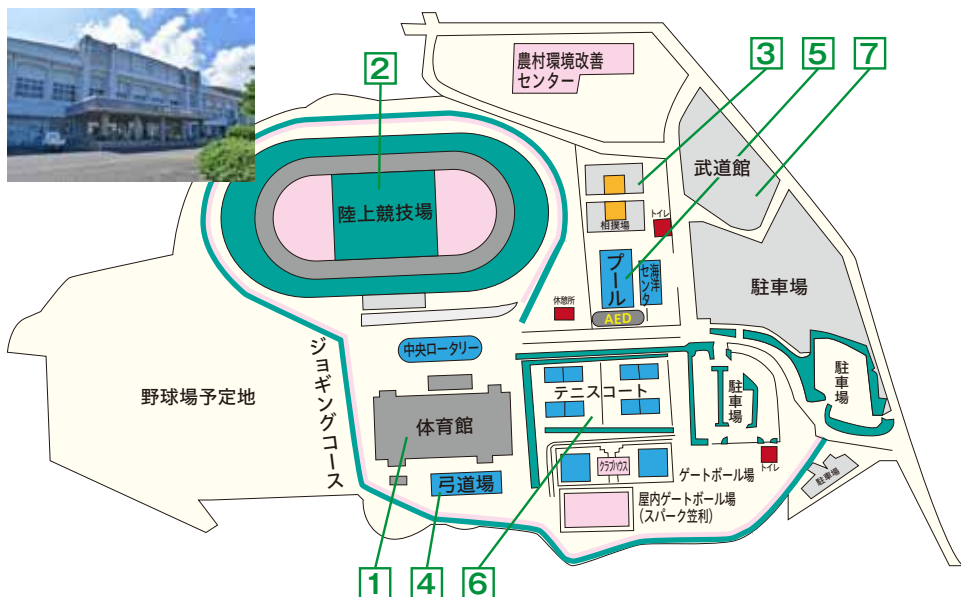 農村環境改善
センター
2
3
5
7
武道館
陸上競技場
相撲場
トイレ
プール
海洋
センタ
駐車場
休憩所
AED
中央ロータリー
ジョギングコース
野球場予定地
テニスコート
駐車場
駐車場
体育館
クラブハウス
ゲートボール場
トイレ
駐車場
弓道場
屋内ゲートボール場
(スパーク笠利)
1
4
6